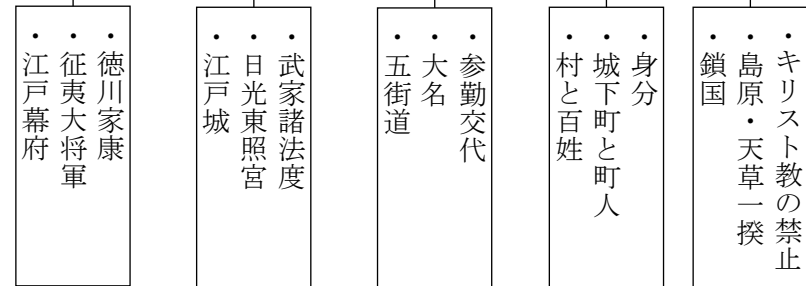 ・キリスト教の禁止
・島原・天草一揆
・鎖国
・身分
・城下町と町人
・村と百姓
・参勤交代
・大名
・五街道
・武家諸法度
・日光東照宮
・江戸城
・徳川家康
・征夷大将軍
・江戸幕府